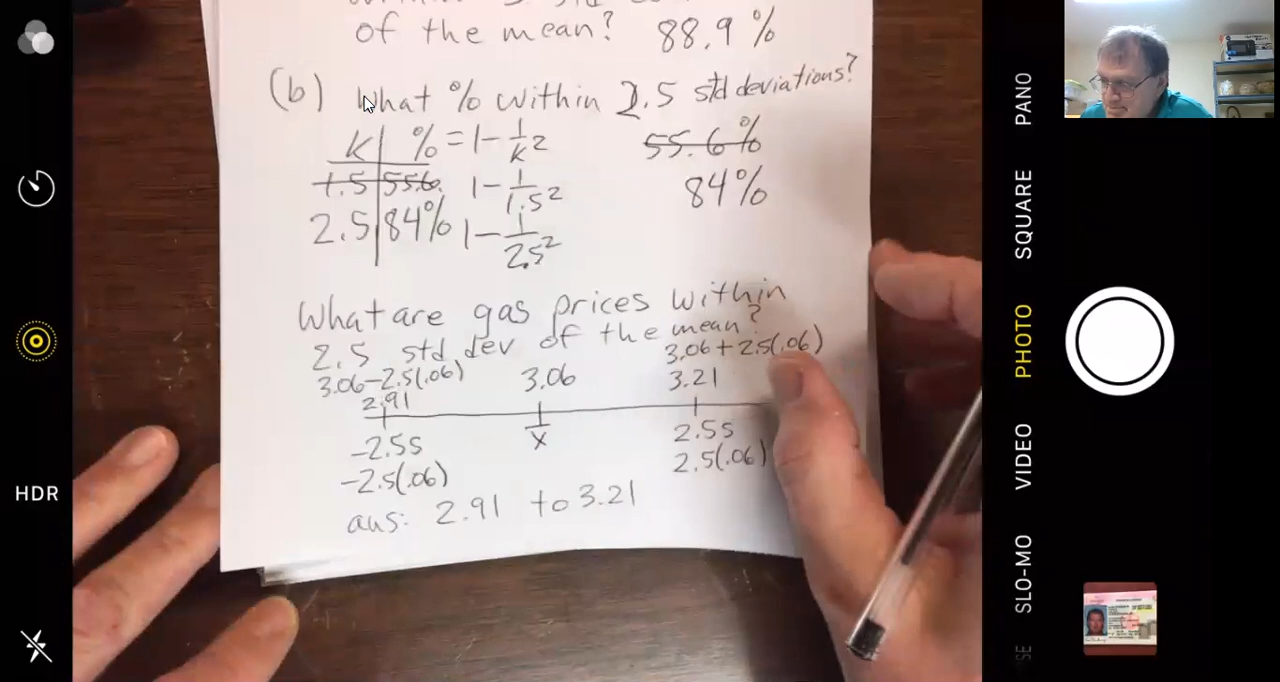 of the mean? 88.9%
(b) What % within 2.5 std deviations?
K % = 1 - 1/K²
55.6%
1.5 55.6. 1 - 1/1.5²
84%
2.5 84% 1 - 1/2.5²
What are gas prices within
2.5 std dev of the mean?
3.06-2.5(.06) 3.06 3.06+2.5(.06)
2.91 3.21
-2.5s x̄ 2.5s
-2.5(.06) 2.5(.06)
ans: 2.91 to 3.21
HDR
PANO
SQUARE
PHOTO
VIDEO
SLO-MO
SE